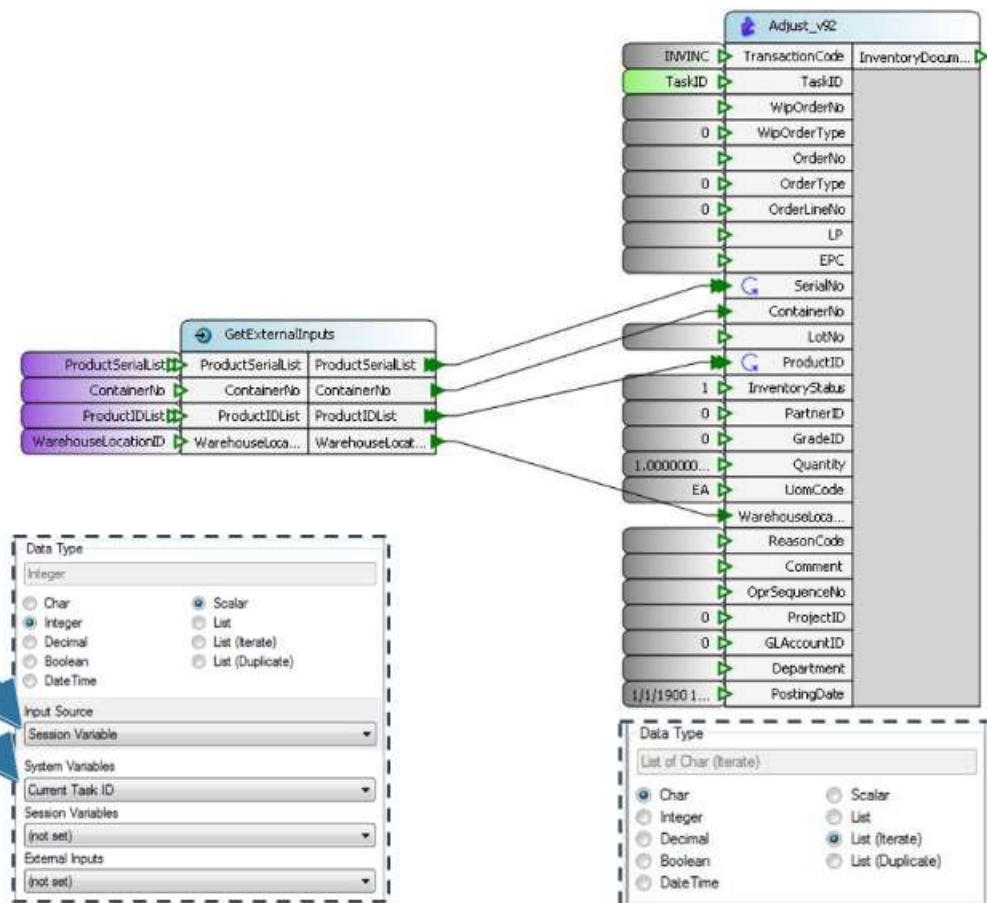 Adjust_v92
INVINC TransactionCode InventoryDocum...
TaskID TaskID
WipOrderNo
0 WipOrderType
OrderNo
0 OrderType
0 OrderLineNo
LP
EPC
SerialNo
ContainerNo
LotNo
ProductID
1 InventoryStatus
0 PartnerID
0 GradeID
1.0000000... Quantity
EA UomCode
WarehouseLoca...
ReasonCode
Comment
OprSequenceNo
0 ProjectID
0 GLAccountID
Department
1/1/1900 1... PostingDate
GetExternalInputs
ProductSerialList ProductSerialList ProductSerialList
ContainerNo ContainerNo ContainerNo
ProductIDList ProductIDList ProductIDList
WarehouseLocationID WarehouseLoca... WarehouseLocat...
Data Type
Integer
Char Scalar
Integer List
Decimal List (Iterate)
Boolean List (Duplicate)
DateTime
Input Source
Session Variable
System Variables
Current Task ID
Session Variables
(not set)
External Inputs
(not set)
Data Type
List of Char (Iterate)
Char Scalar
Integer List
Decimal List (Iterate)
Boolean List (Duplicate)
DateTime